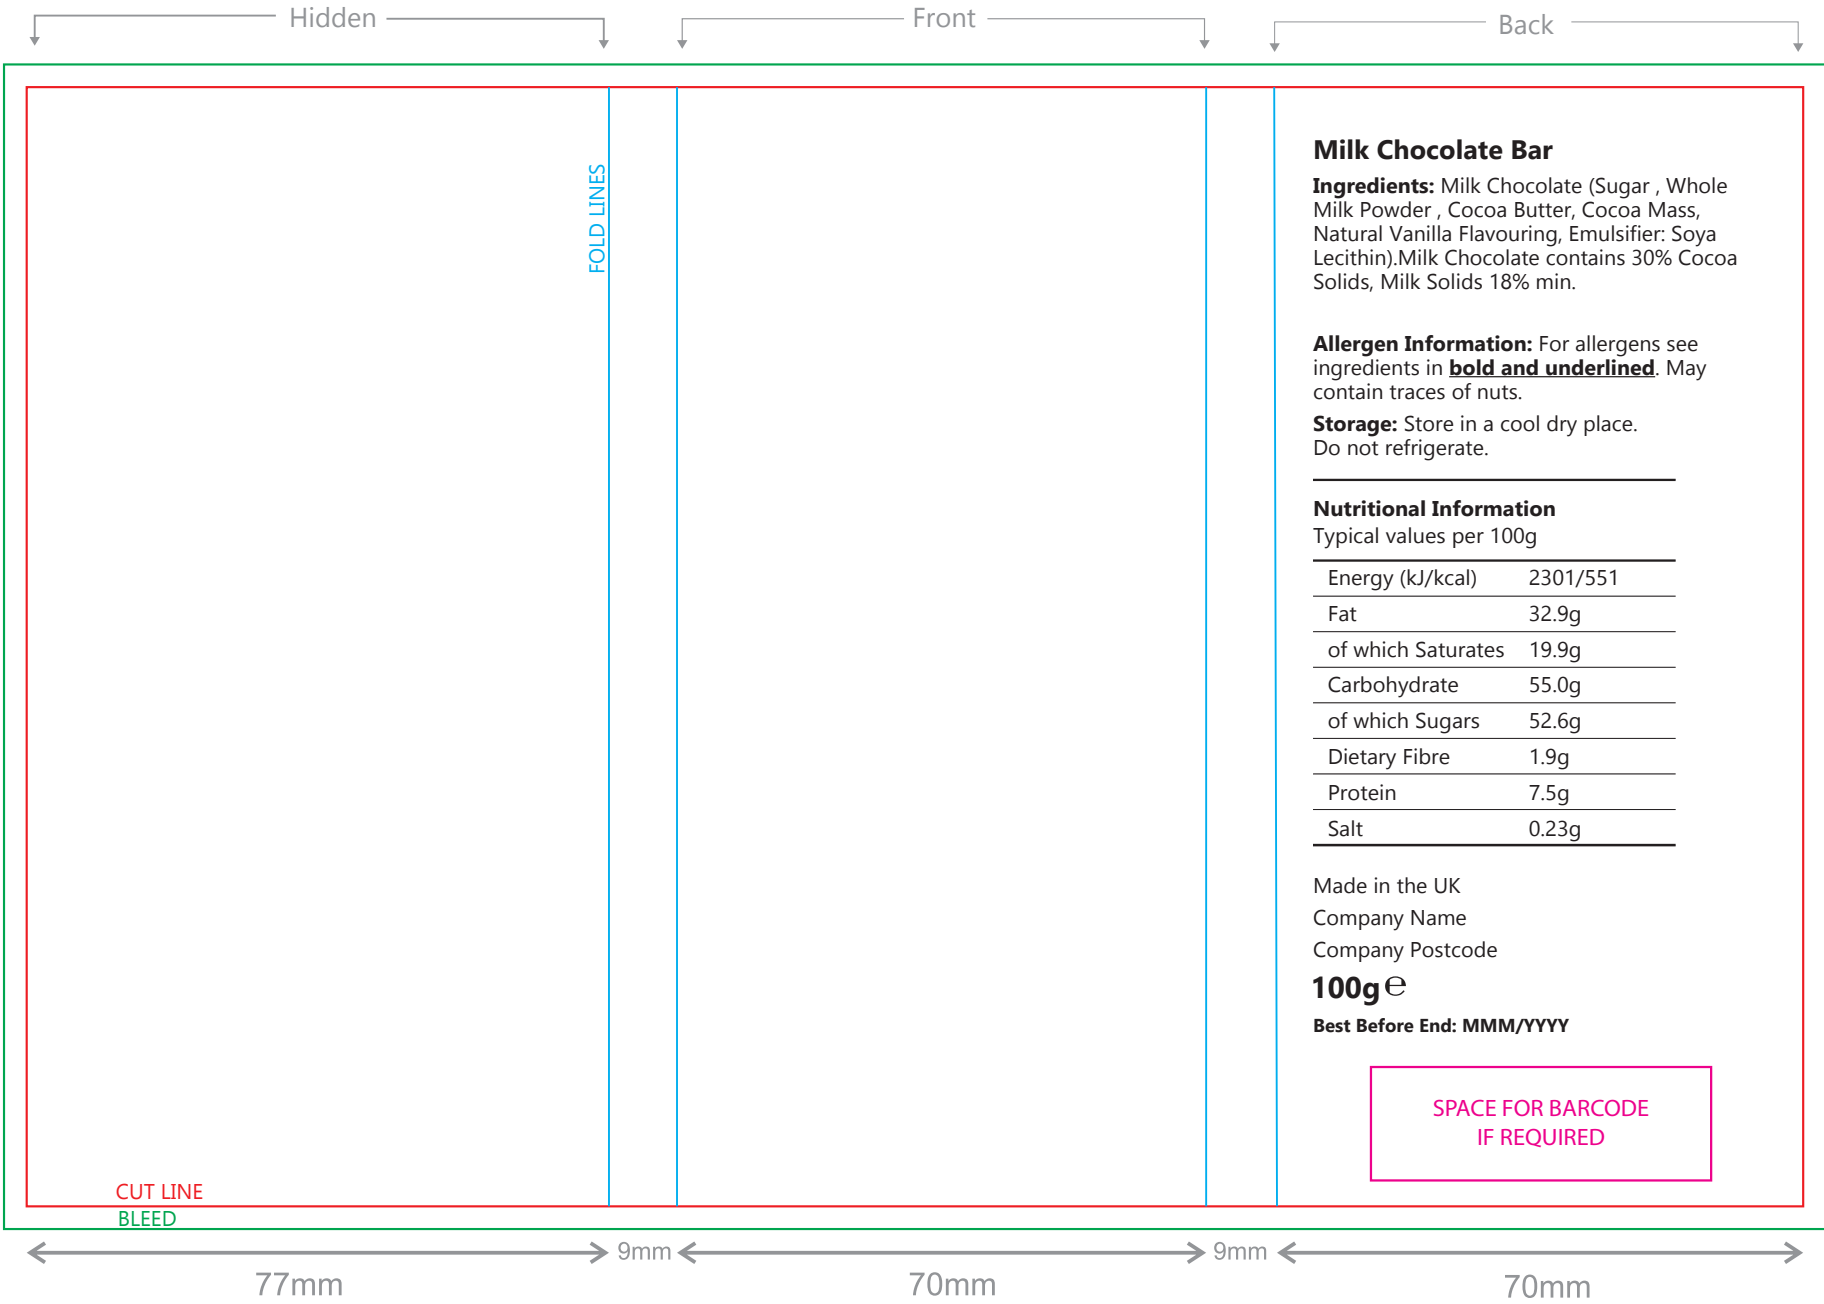 Hidden
Front
Back
FOLD LINES
Milk Chocolate Bar
Ingredients: Milk Chocolate (Sugar , Whole
Milk Powder , Cocoa Butter, Cocoa Mass,
Natural Vanilla Flavouring, Emulsifier: Soya
Lecithin).Milk Chocolate contains 30% Cocoa
Solids, Milk Solids 18% min.
Allergen Information: For allergens see
ingredients in bold and underlined. May
contain traces of nuts.
Storage: Store in a cool dry place.
Do not refrigerate.
Nutritional Information
Typical values per 100g
Energy (kJ/kcal) 2301/551
Fat 32.9g
of which Saturates 19.9g
Carbohydrate 55.0g
of which Sugars 52.6g
Dietary Fibre 1.9g
Protein 7.5g
Salt 0.23g
Made in the UK
Company Name
Company Postcode
100g℮
Best Before End: MMM/YYYY
SPACE FOR BARCODE
IF REQUIRED
CUT LINE
BLEED
77mm
9mm
70mm
9mm
70mm